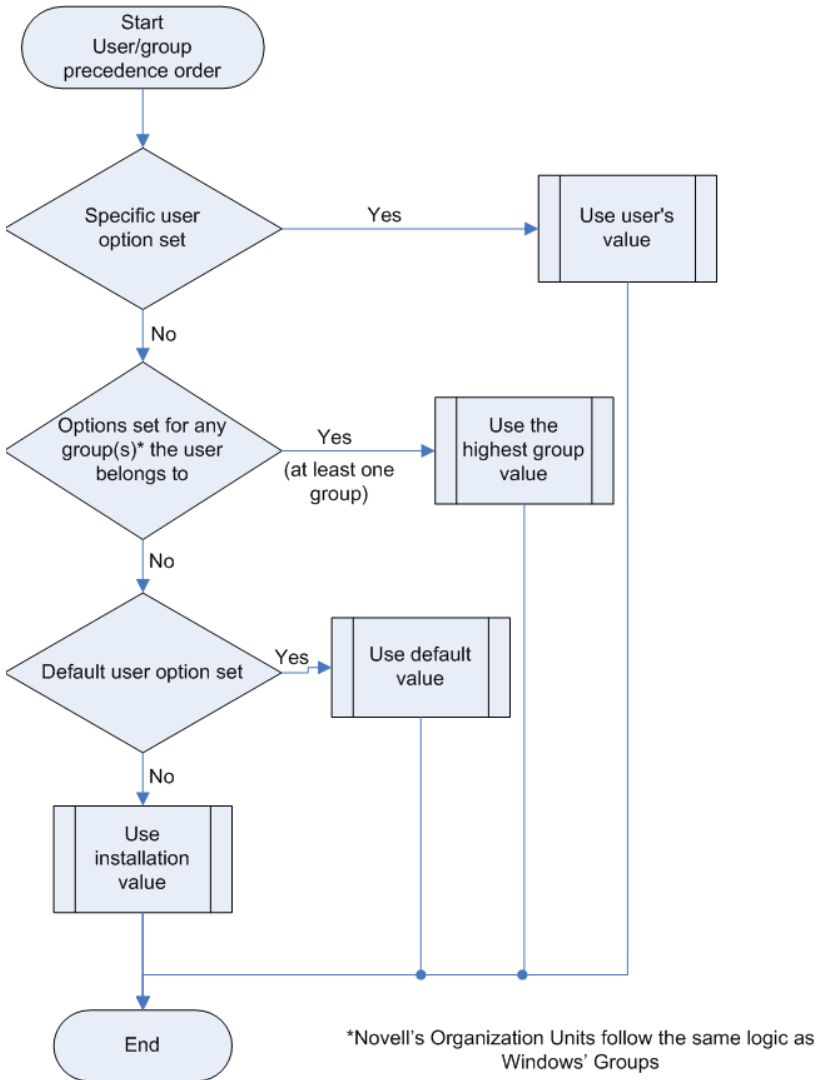 Start
User/group
precedence order
Specific user
option set
Yes
Use user's
value
No
Options set for any
group(s)* the user
belongs to
Yes
(at least one
group)
Use the
highest group
value
No
Default user option set
Yes
Use default
value
No
Use
installation
value
End
*Novell's Organization Units follow the same logic as
Windows' Groups